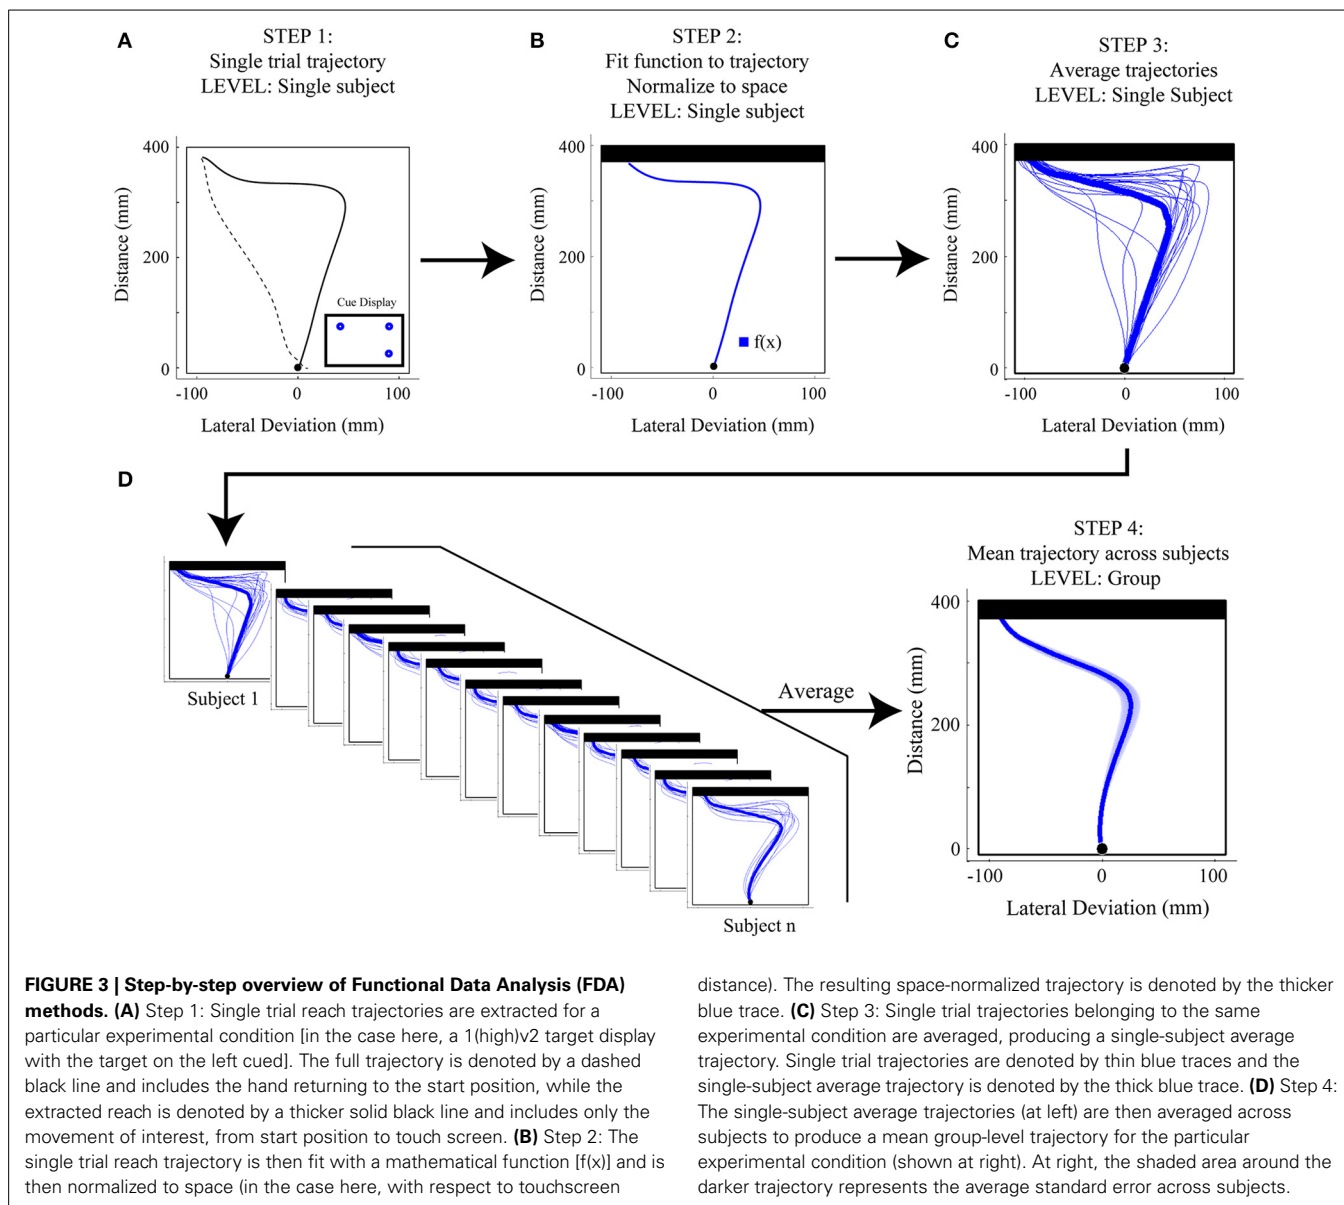 A
STEP 1:
Single trial trajectory
LEVEL: Single subject
400
200
0
-100
0
100
Distance (mm)
Lateral Deviation (mm)
Cue Display
B
STEP 2:
Fit function to trajectory
Normalize to space
LEVEL: Single subject
400
200
0
-100
0
100
Distance (mm)
Lateral Deviation (mm)
f(x)
C
STEP 3:
Average trajectories
LEVEL: Single Subject
400
200
0
-100
0
100
Distance (mm)
Lateral Deviation (mm)
D
Subject 1
Subject n
Average
STEP 4:
Mean trajectory across subjects
LEVEL: Group
400
200
0
-100
0
100
Distance (mm)
Lateral Deviation (mm)
FIGURE 3 | Step-by-step overview of Functional Data Analysis (FDA)
methods. (A) Step 1: Single trial reach trajectories are extracted for a
particular experimental condition [in the case here, a 1(high)v2 target display
with the target on the left cued]. The full trajectory is denoted by a dashed
black line and includes the hand returning to the start position, while the
extracted reach is denoted by a thicker solid black line and includes only the
movement of interest, from start position to touch screen. (B) Step 2: The
single trial reach trajectory is then fit with a mathematical function [f(x)] and is
then normalized to space (in the case here, with respect to touchscreen
distance). The resulting space-normalized trajectory is denoted by the thicker
blue trace. (C) Step 3: Single trial trajectories belonging to the same
experimental condition are averaged, producing a single-subject average
trajectory. Single trial trajectories are denoted by thin blue traces and the
single-subject average trajectory is denoted by the thick blue trace. (D) Step 4:
The single-subject average trajectories (at left) are then averaged across
subjects to produce a mean group-level trajectory for the particular
experimental condition (shown at right). At right, the shaded area around the
darker trajectory represents the average standard error across subjects.